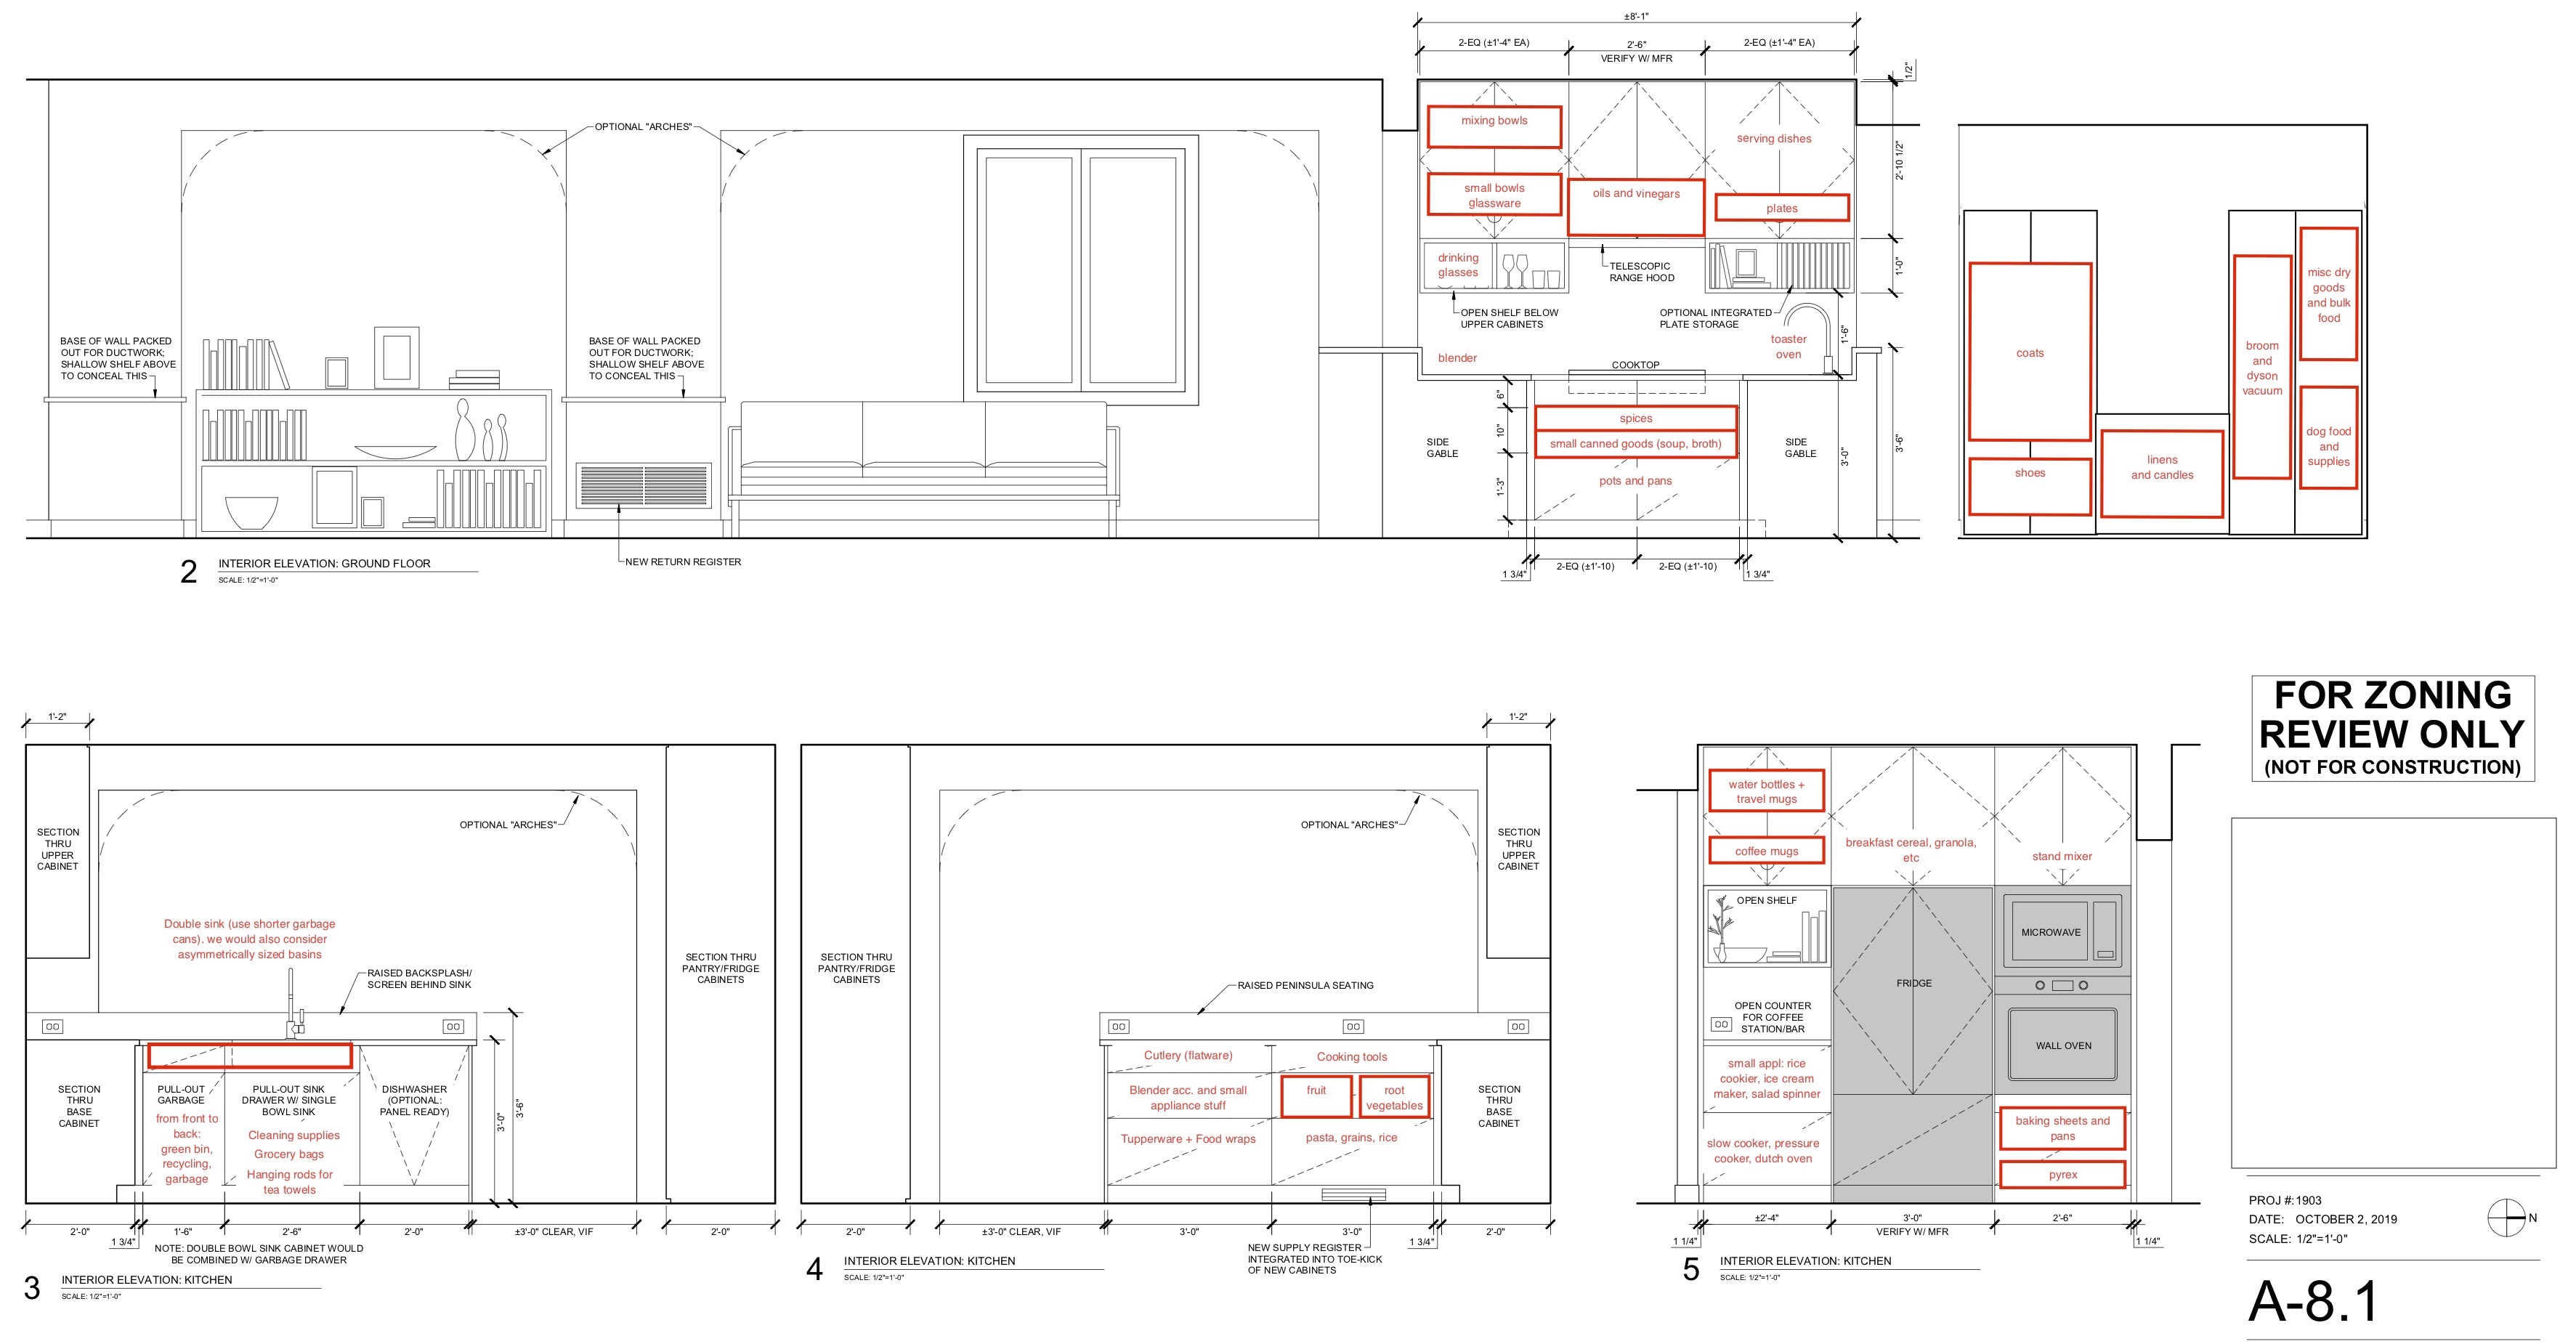 ±8'-1"
2-EQ (±1'-4" EA)
2'-6"
2-EQ (±1'-4" EA)
VERIFY W/ MFR
1/2"
OPTIONAL "ARCHES"
mixing bowls
serving dishes
2'-10 1/2"
small bowls
glassware
oils and vinegars
plates
drinking
glasses
TELESCOPIC
RANGE HOOD
1'-0"
OPEN SHELF BELOW
UPPER CABINETS
OPTIONAL INTEGRATED
PLATE STORAGE
1'-6"
toaster
oven
blender
COOKTOP
BASE OF WALL PACKED
OUT FOR DUCTWORK;
SHALLOW SHELF ABOVE
TO CONCEAL THIS
BASE OF WALL PACKED
OUT FOR DUCTWORK;
SHALLOW SHELF ABOVE
TO CONCEAL THIS
6"
10"
1'-3"
spices
small canned goods (soup, broth)
pots and pans
SIDE
GABLE
SIDE
GABLE
3'-0"
3'-6"
1 3/4"
2-EQ (±1'-10)
2-EQ (±1'-10)
1 3/4"
NEW RETURN REGISTER
coats
shoes
linens
and candles
broom
and
dyson
vacuum
misc dry
goods
and bulk
food
dog food
and
supplies
2
INTERIOR ELEVATION: GROUND FLOOR
SCALE: 1/2"=1'-0"
1'-2"
SECTION
THRU
UPPER
CABINET
OPTIONAL "ARCHES"
Double sink (use shorter garbage
cans). we would also consider
asymmetrically sized basins
RAISED BACKSPLASH/
SCREEN BEHIND SINK
SECTION THRU
PANTRY/FRIDGE
CABINETS
SECTION
THRU
BASE
CABINET
PULL-OUT
GARBAGE
from front to
back:
green bin,
recycling,
garbage
PULL-OUT SINK
DRAWER W/ SINGLE
BOWL SINK
Cleaning supplies
Grocery bags
Hanging rods for
tea towels
DISHWASHER
(OPTIONAL:
PANEL READY)
3'-0"
3'-6"
2'-0"
1 3/4"
1'-6"
2'-6"
2'-0"
±3'-0" CLEAR, VIF
2'-0"
NOTE: DOUBLE BOWL SINK CABINET WOULD
BE COMBINED W/ GARBAGE DRAWER
3
INTERIOR ELEVATION: KITCHEN
SCALE: 1/2"=1'-0"
1'-2"
OPTIONAL "ARCHES"
SECTION
THRU
UPPER
CABINET
SECTION THRU
PANTRY/FRIDGE
CABINETS
RAISED PENINSULA SEATING
Cutlery (flatware)
Cooking tools
Blender acc. and small
appliance stuff
fruit
root
vegetables
Tupperware + Food wraps
pasta, grains, rice
SECTION
THRU
BASE
CABINET
2'-0"
±3'-0" CLEAR, VIF
3'-0"
3'-0"
1 3/4"
2'-0"
NEW SUPPLY REGISTER
INTEGRATED INTO TOE-KICK
OF NEW CABINETS
4
INTERIOR ELEVATION: KITCHEN
SCALE: 1/2"=1'-0"
water bottles +
travel mugs
coffee mugs
breakfast cereal, granola,
etc
stand mixer
OPEN SHELF
MICROWAVE
FRIDGE
OPEN COUNTER
FOR COFFEE
STATION/BAR
WALL OVEN
small appl: rice
cookier, ice cream
maker, salad spinner
slow cooker, pressure
cooker, dutch oven
baking sheets and
pans
pyrex
1 1/4"
±2'-4"
3'-0"
VERIFY W/ MFR
2'-6"
1 1/4"
5
INTERIOR ELEVATION: KITCHEN
SCALE: 1/2"=1'-0"
FOR ZONING
REVIEW ONLY
(NOT FOR CONSTRUCTION)
PROJ #: 1903
DATE: OCTOBER 2, 2019
SCALE: 1/2"=1'-0"
N
A-8.1